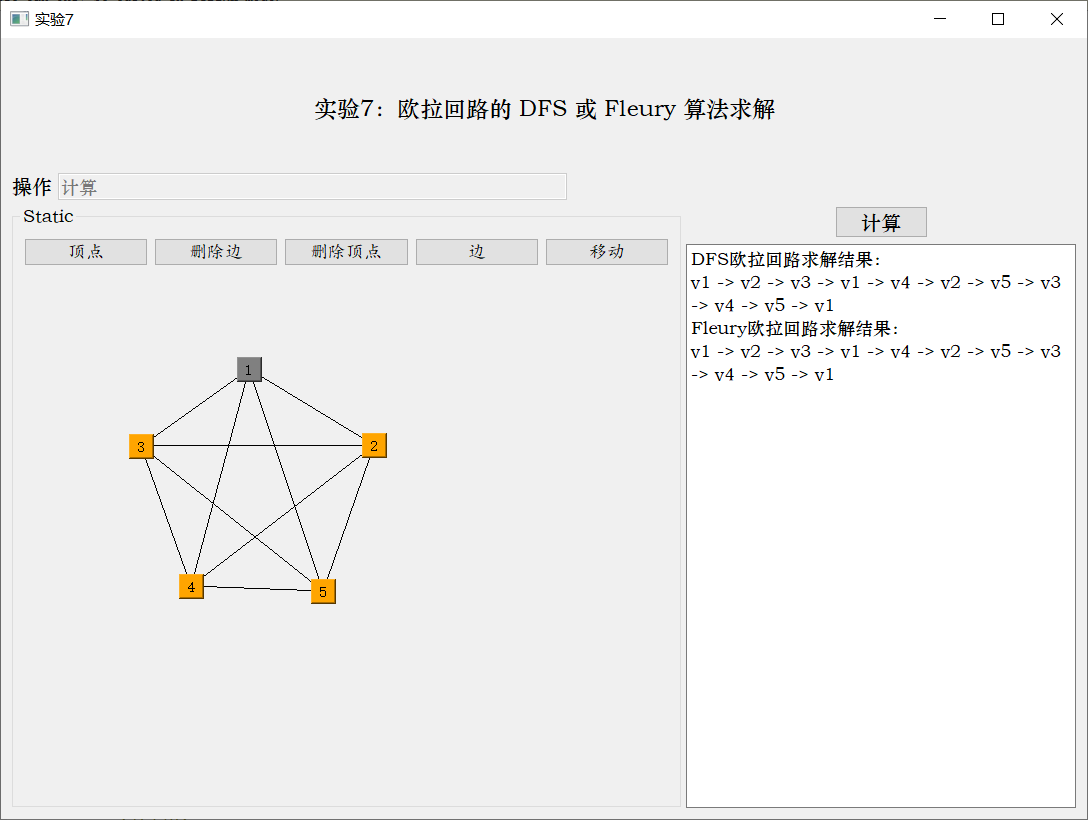 实验7
实验7：欧拉回路的 DFS 或 Fleury 算法求解
操作 计算
Static
顶点 删除边 删除顶点 边 移动
计算
DFS欧拉回路求解结果：
v1 -> v2 -> v3 -> v1 -> v4 -> v2 -> v5 -> v3
-> v4 -> v5 -> v1
Fleury欧拉回路求解结果：
v1 -> v2 -> v3 -> v1 -> v4 -> v2 -> v5 -> v3
-> v4 -> v5 -> v1
1
3
2
4
5